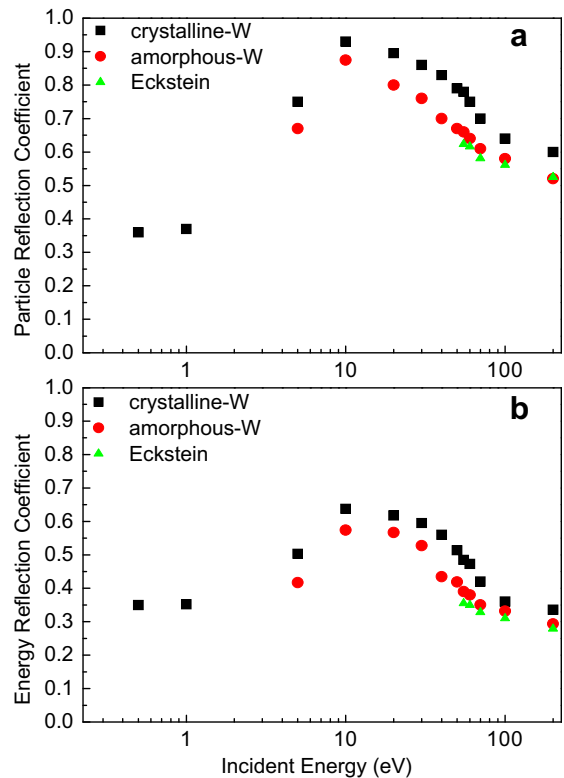 a
crystalline-W
amorphous-W
Eckstein
Particle Reflection Coefficient
1.0
0.9
0.8
0.7
0.6
0.5
0.4
0.3
0.2
0.1
0.0
1
10
100
b
crystalline-W
amorphous-W
Eckstein
Energy Reflection Coefficient
1.0
0.9
0.8
0.7
0.6
0.5
0.4
0.3
0.2
0.1
0.0
1
10
100
Incident Energy (eV)